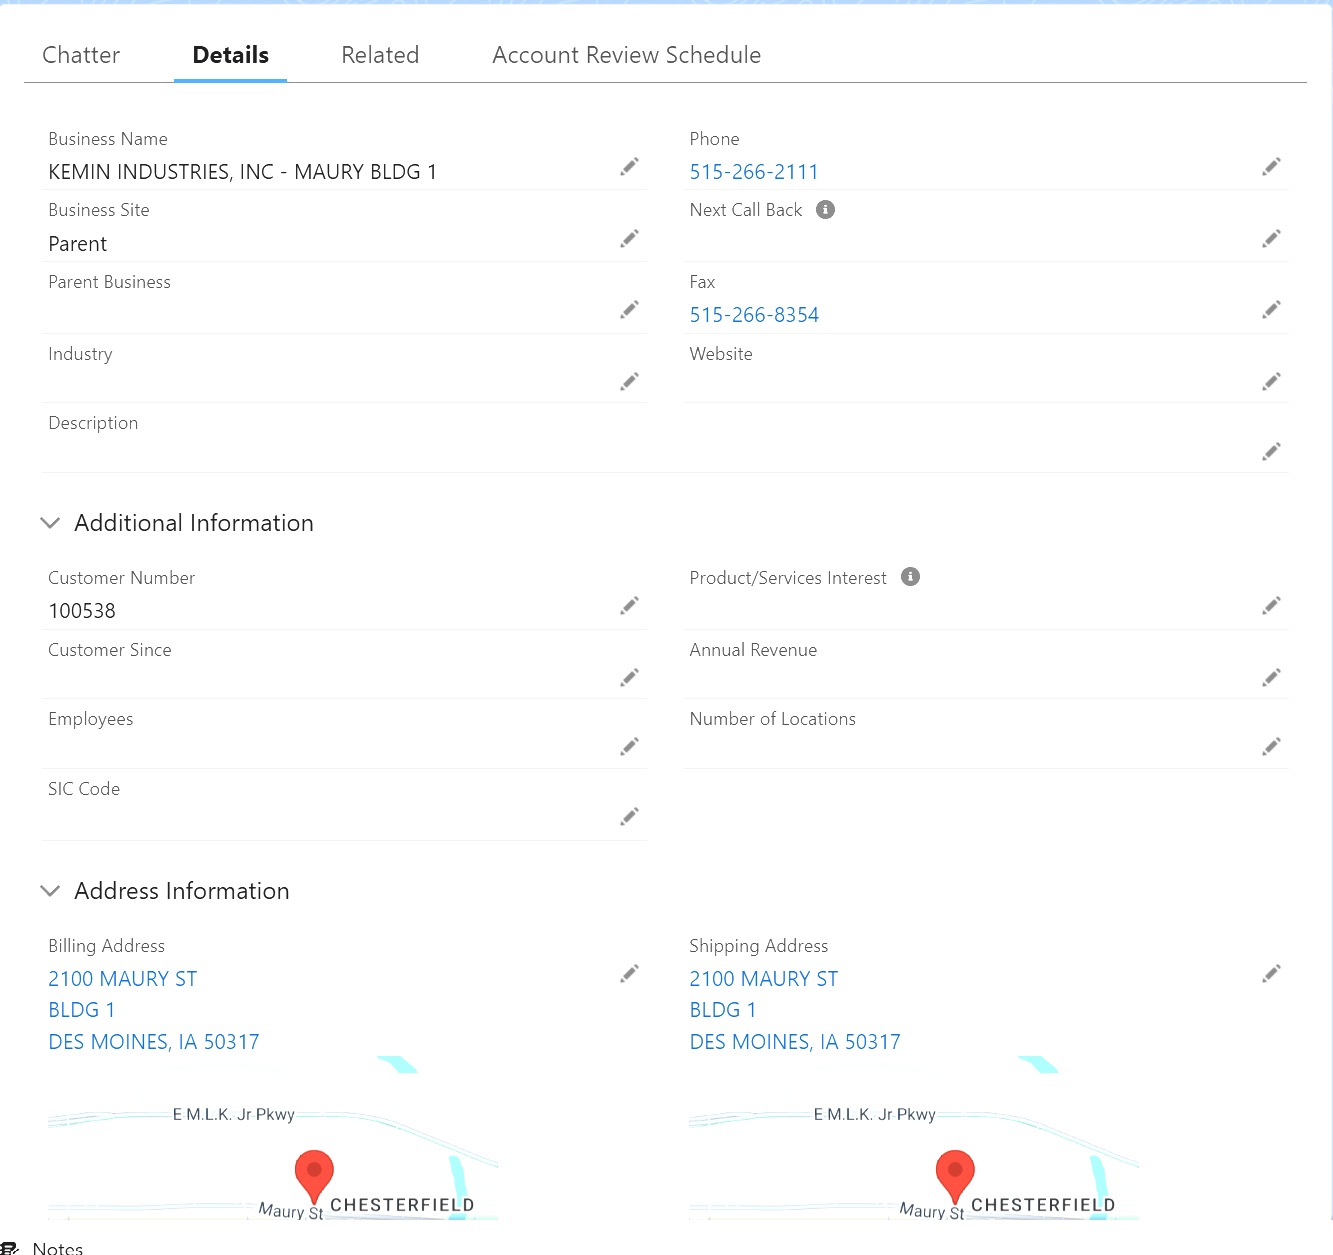 Chatter Details Related Account Review Schedule
Business Name
KEMIN INDUSTRIES, INC - MAURY BLDG 1
Phone
515-266-2111
Business Site
Parent
Next Call Back
Parent Business
Fax
515-266-8354
Industry
Website
Description
Additional Information
Customer Number
100538
Product/Services Interest
Customer Since
Annual Revenue
Employees
Number of Locations
SIC Code
Address Information
Billing Address
2100 MAURY ST
BLDG 1
DES MOINES, IA 50317
Shipping Address
2100 MAURY ST
BLDG 1
DES MOINES, IA 50317
E M.L.K. Jr Pkwy
Maury St
CHESTERFIELD
E M.L.K. Jr Pkwy
Maury St
CHESTERFIELD
Notes